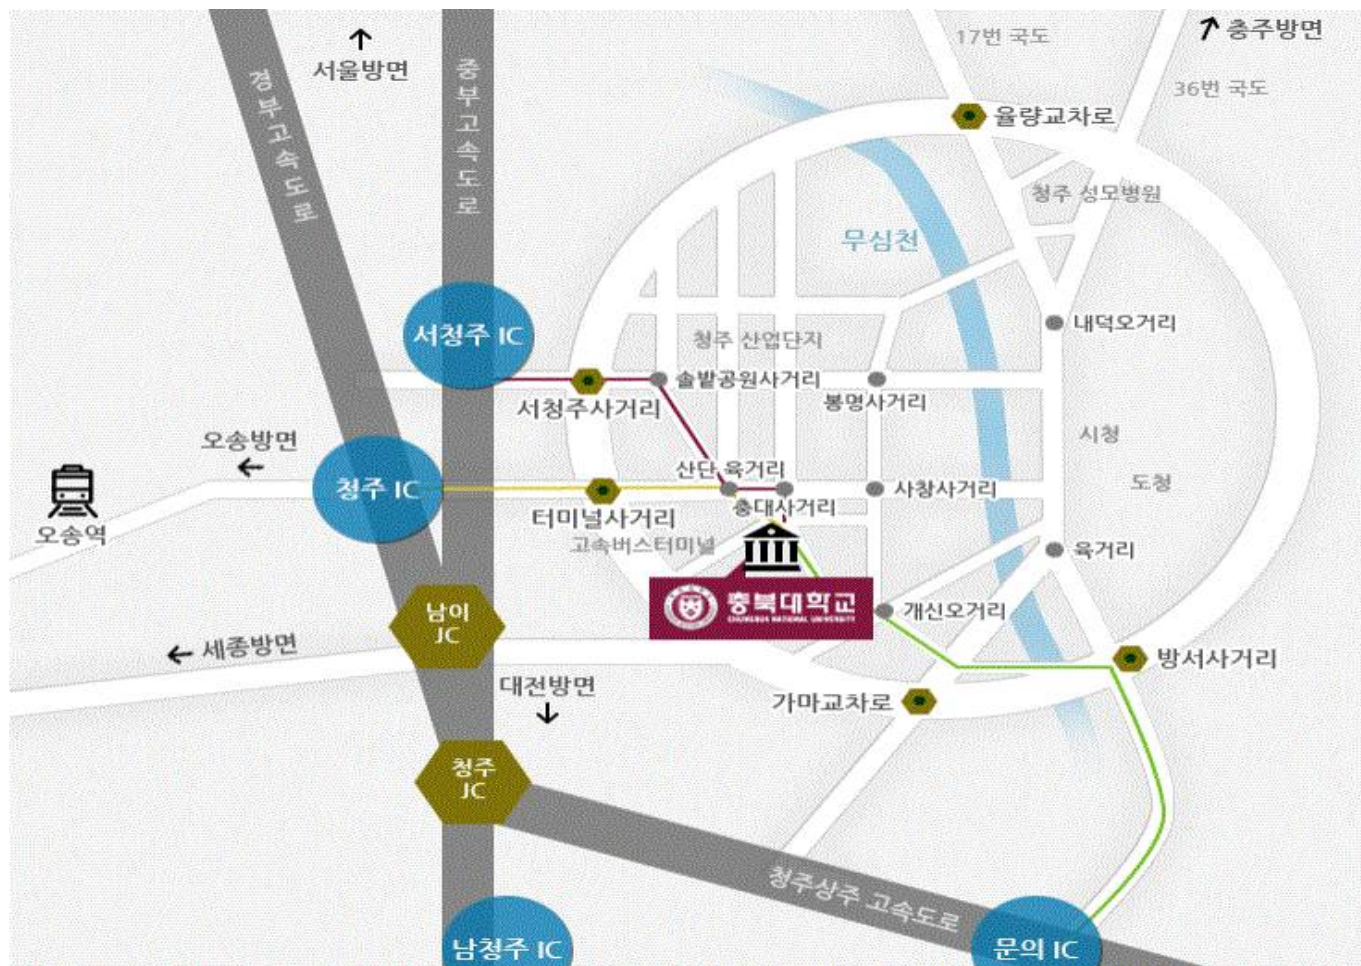 17번 국도
충주방면
서울방면
경부고속도로
중부고속도로
36번 국도
율량교차로
청주 성모병원
무심천
서청주 IC
내덕오거리
청주 산업단지
솔밭공원사거리
서청주사거리
봉명사거리
오송방면
시청
산단 육거리
청주 IC
사창사거리
도청
충대사거리
터미널사거리
오송역
고속버스터미널
육거리
충북대학교
CHUNGBUK NATIONAL UNIVERSITY
남이
JC
개신오거리
세종방면
방서사거리
대전방면
가마교차로
청주
JC
청주상주 고속도로
남청주 IC
문의 IC